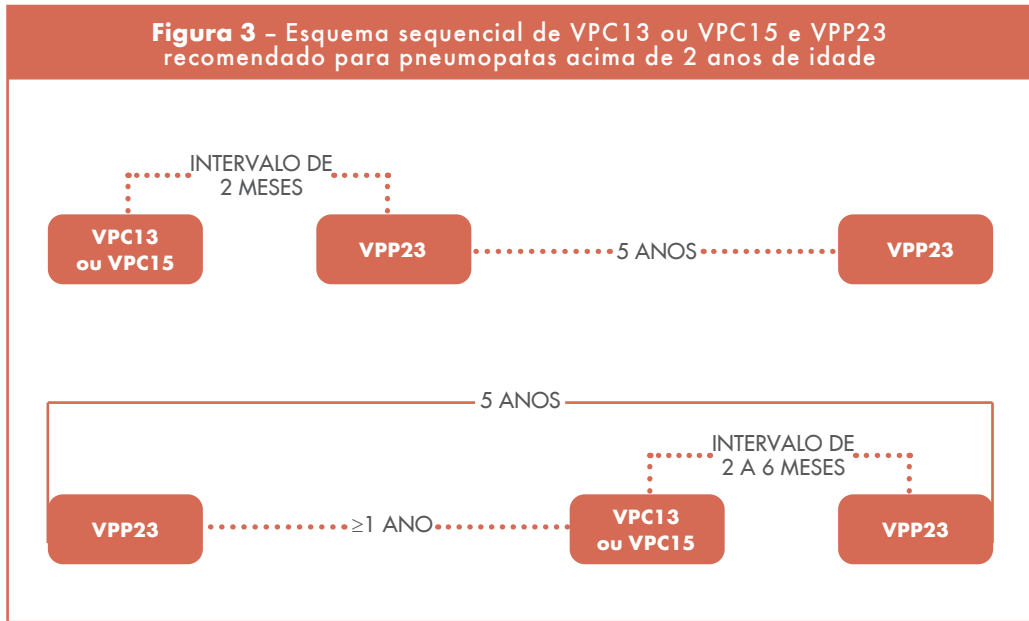 Figura 3 – Esquema sequencial de VPC13 ou VPC15 e VPP23
recomendado para pneumopatas acima de 2 anos de idade
INTERVALO DE
2 MESES
VPC13
ou VPC15
VPP23
5 ANOS
VPP23
5 ANOS
INTERVALO DE
2 A 6 MESES
VPP23
≥1 ANO
VPC13
ou VPC15
VPP23